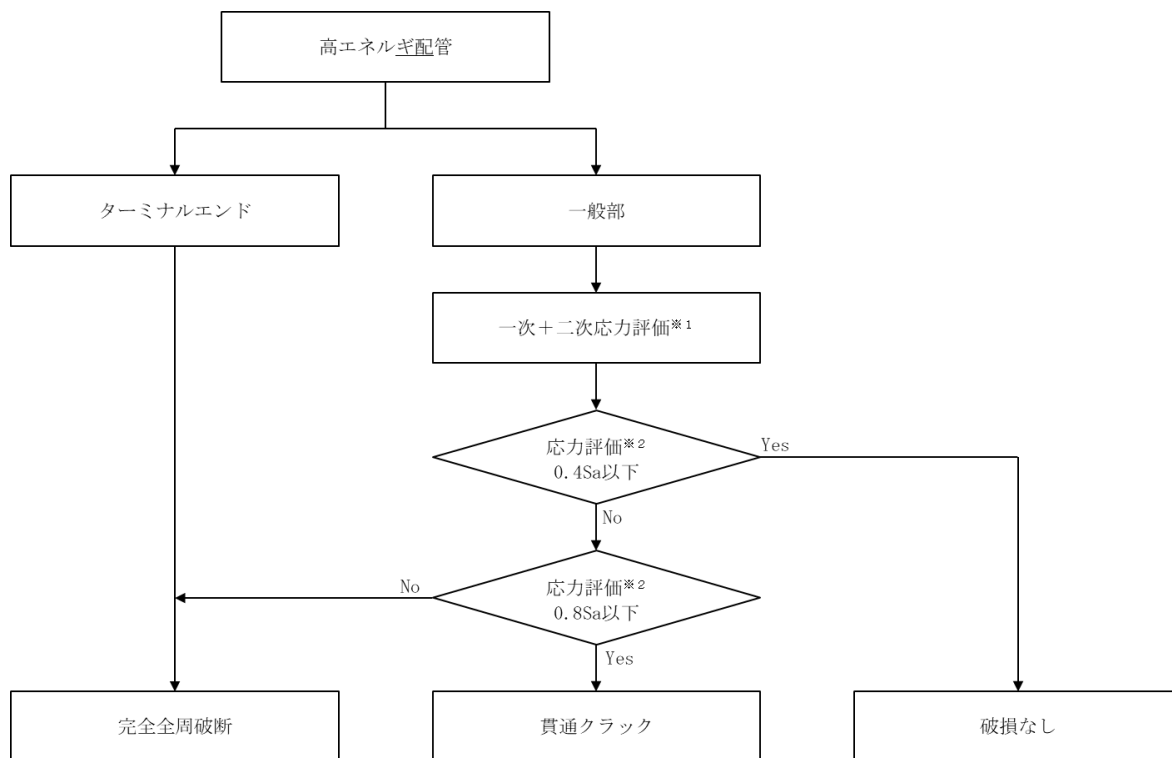 高エネルギ配管
ターミナルエンド
一般部
一次＋二次応力評価※1
応力評価※2
0.4Sa以下
Yes
No
応力評価※2
0.8Sa以下
No
Yes
完全全周破断
貫通クラック
破損なし